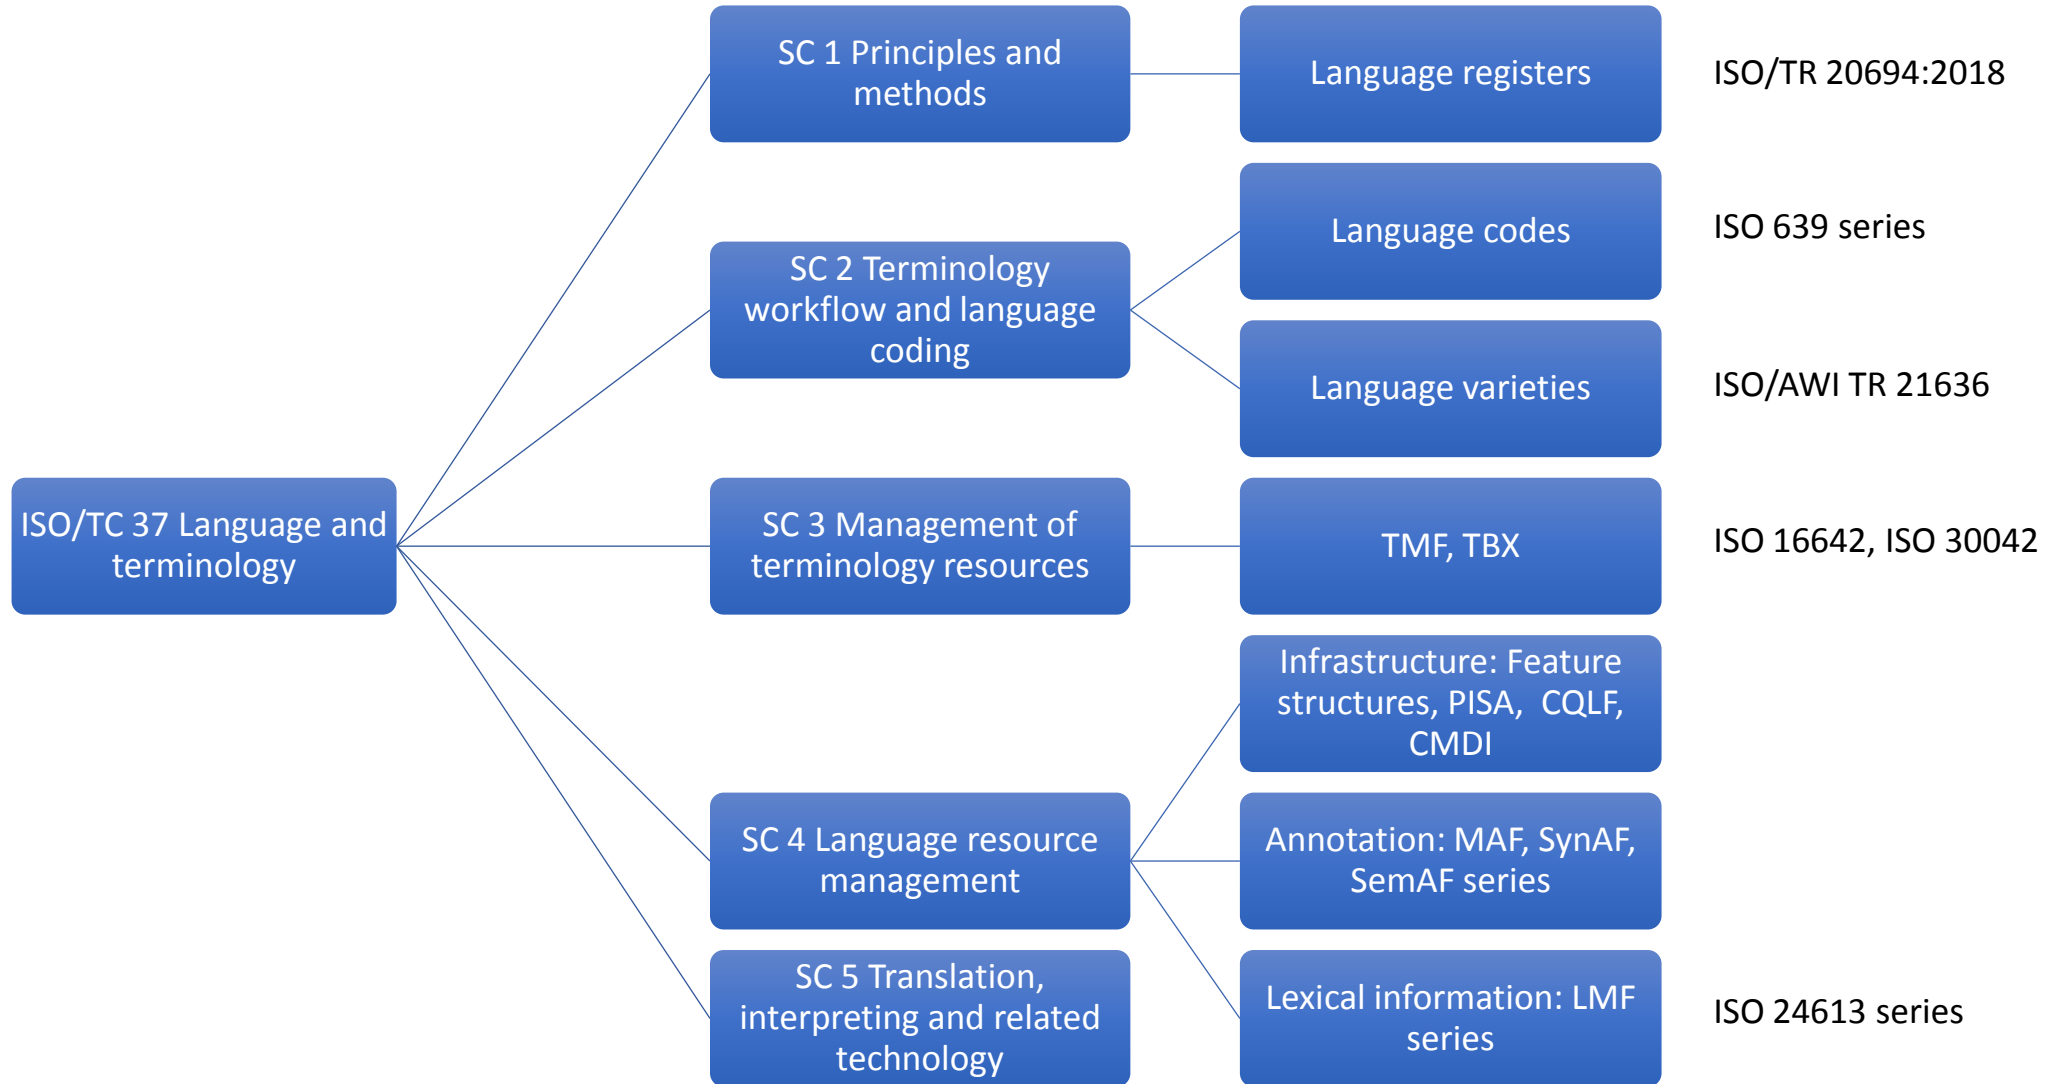 ISO/TC 37 Language and
terminology
SC 1 Principles and
methods
Language registers
ISO/TR 20694:2018
SC 2 Terminology
workflow and language
coding
Language codes
ISO 639 series
Language varieties
ISO/AWI TR 21636
SC 3 Management of
terminology resources
TMF, TBX
ISO 16642, ISO 30042
SC 4 Language resource
management
Infrastructure: Feature
structures, PISA, CQLF,
CMDI
Annotation: MAF, SynAF,
SemAF series
Lexical information: LMF
series
ISO 24613 series
SC 5 Translation,
interpreting and related
technology